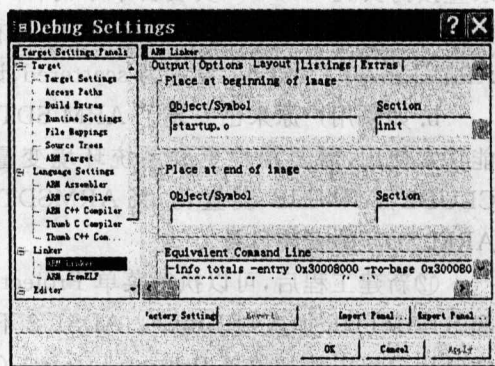 Debug Settings
Target Settings Panels
Target
Target Settings
Access Paths
Build Extras
Runtime Settings
File Mappings
Source Trees
ARM Target
Language Settings
ARM Assembler
ARM C Compiler
ARM C++ Compiler
Thumb C Compiler
Thumb C++ Com...
Linker
ARM Linker
ARM fromELF
Editor
ARM Linker
Output Options Layout Listings Extras
Place at beginning of image
Object/Symbol Section
startup.o init
Place at end of image
Object/Symbol Section
Equivalent Command Line
-info totals -entry 0x30008000 -ro-base 0x300080
actory Setting Revert Import Panel... Export Panel...
OK Cancel Apply